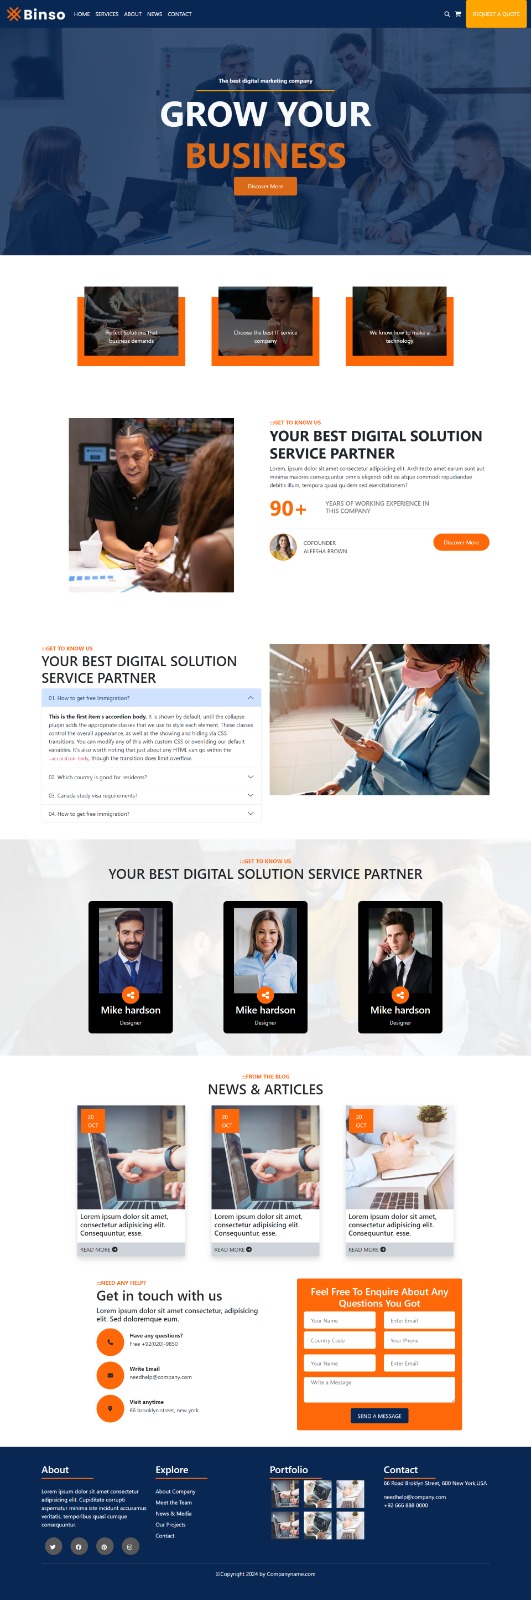 Binso
HOME SERVICES ABOUT NEWS CONTACT
REQUEST A QUOTE
The best digital marketing company
GROW YOUR
BUSINESS
Discover More
Perfect Solutions that
business demands
Choose the best IT service
company
We know how to make a
technology
::GET TO KNOW US
YOUR BEST DIGITAL SOLUTION
SERVICE PARTNER
Lorem, ipsum dolor sit amet consectetur adipisicing elit. Architecto amet earum sunt aut
minima maiores consequuntur omnis eligendi odit ea atque commodi repudiandae
debitis illum, tempora quasi quidem sed exercitationem?
90+
YEARS OF WORKING EXPERIENCE IN
THIS COMPANY
COFOUNDER
ALEESHA BROWN
Discover More
::GET TO KNOW US
YOUR BEST DIGITAL SOLUTION
SERVICE PARTNER
01. How to get free immigration?
This is the first item's accordion body. It is shown by default, until the collapse
plugin adds the appropriate classes that we use to style each element. These classes
control the overall appearance, as well as the showing and hiding via CSS
transitions. You can modify any of this with custom CSS or overriding our default
variables. It's also worth noting that just about any HTML can go within the
.accordion-body, though the transition does limit overflow.
02. Which country is good for residents?
03. Canada study visa requirements?
04. How to get free immigration?
::GET TO KNOW US
YOUR BEST DIGITAL SOLUTION SERVICE PARTNER
Mike hardson
Designer
Mike hardson
Designer
Mike hardson
Designer
::FROM THE BLOG
NEWS & ARTICLES
20
OCT
Lorem ipsum dolor sit amet,
consectetur adipisicing elit.
Consequuntur, esse.
READ MORE
20
OCT
Lorem ipsum dolor sit amet,
consectetur adipisicing elit.
Consequuntur, esse.
READ MORE
20
OCT
Lorem ipsum dolor sit amet,
consectetur adipisicing elit.
Consequuntur, esse.
READ MORE
::NEED ANY HELP?
Get in touch with us
Lorem ipsum dolor sit amet consectetur, adipisicing
elit. Sed doloremque eum.
Have any questions?
Free +92(020)-9850
Write Email
needhelp@company.com
Visit anytime
66 brooklyn street, new york
Feel Free To Enquire About Any
Questions You Got
Your Name
Enter Email
Country Code
Your Phone
Your Name
Enter Email
Write a Message
SEND A MESSAGE
About
Lorem ipsum dolor sit amet consectetur
adipisicing elit. Cupiditate corrupti
aspernatur minima iste incidunt accusamus
veritatis, temporibus quasi cumque
consequuntur.
Explore
About Company
Meet the Team
News & Media
Our Projects
Contact
Portfolio
Contact
66 Road Broklyn Street, 600 New York,USA
needhelp@company.com
+92 666 888 0000
©Copyright 2024 by Companyname.com